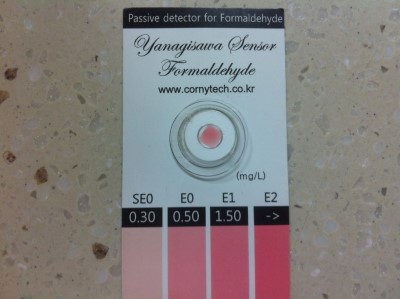 Passive detector for Formaldehyde
Yanagisawa Sensor
Formaldehyde
www.cornytech.co.kr
(mg/L)
SE0 E0 E1 E2
0.30 0.50 1.50 ->